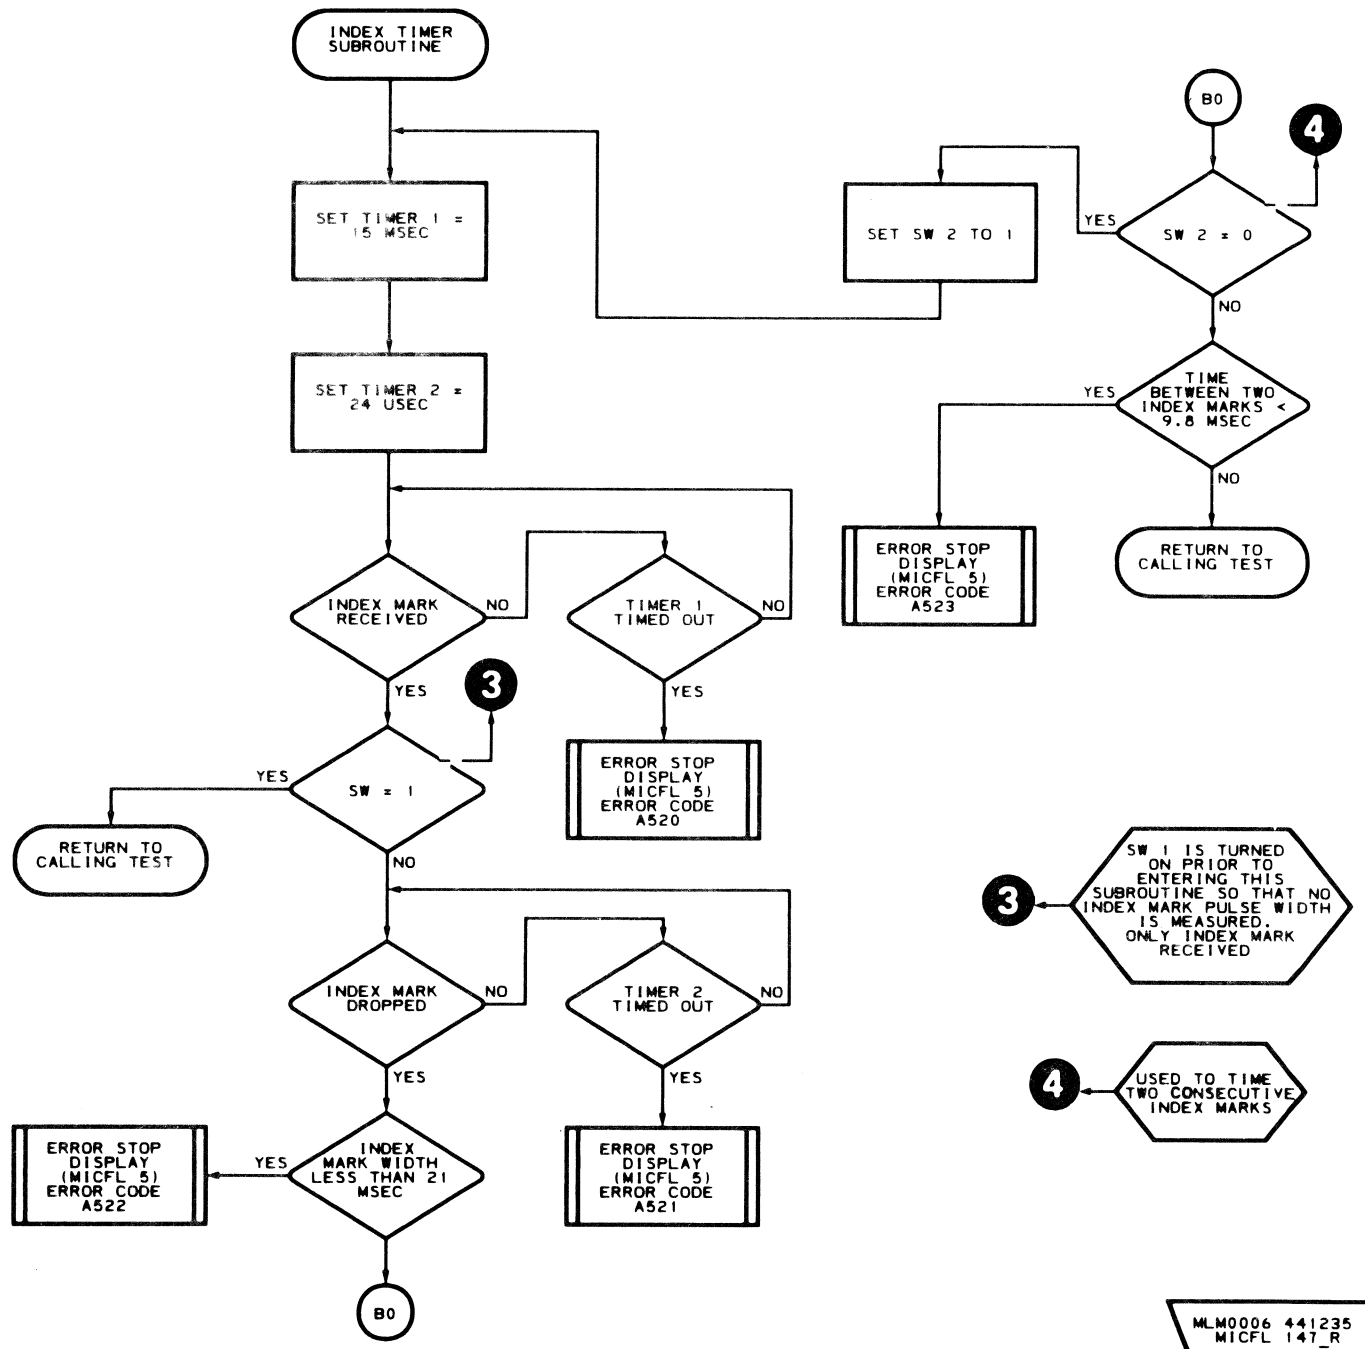 INDEX TIMER
SUBROUTINE
SET TIMER 1 =
15 MSEC
SET TIMER 2 =
24 USEC
INDEX MARK
RECEIVED
NO
YES
TIMER 1
TIMED OUT
NO
YES
ERROR STOP
DISPLAY
(MICFL 5)
ERROR CODE
A520
3
SW = 1
YES
NO
RETURN TO
CALLING TEST
INDEX MARK
DROPPED
NO
YES
TIMER 2
TIMED OUT
NO
YES
ERROR STOP
DISPLAY
(MICFL 5)
ERROR CODE
A521
INDEX
MARK WIDTH
LESS THAN 21
MSEC
YES
ERROR STOP
DISPLAY
(MICFL 5)
ERROR CODE
A522
B0
B0
4
SW 2 = 0
YES
NO
SET SW 2 TO 1
TIME
BETWEEN TWO
INDEX MARKS <
9.8 MSEC
YES
NO
ERROR STOP
DISPLAY
(MICFL 5)
ERROR CODE
A523
RETURN TO
CALLING TEST
3
SW 1 IS TURNED
ON PRIOR TO
ENTERING THIS
SUBROUTINE SO THAT NO
INDEX MARK PULSE WIDTH
IS MEASURED.
ONLY INDEX MARK
RECEIVED
4
USED TO TIME
TWO CONSECUTIVE
INDEX MARKS
MLM0006 441235
MICFL 147_R